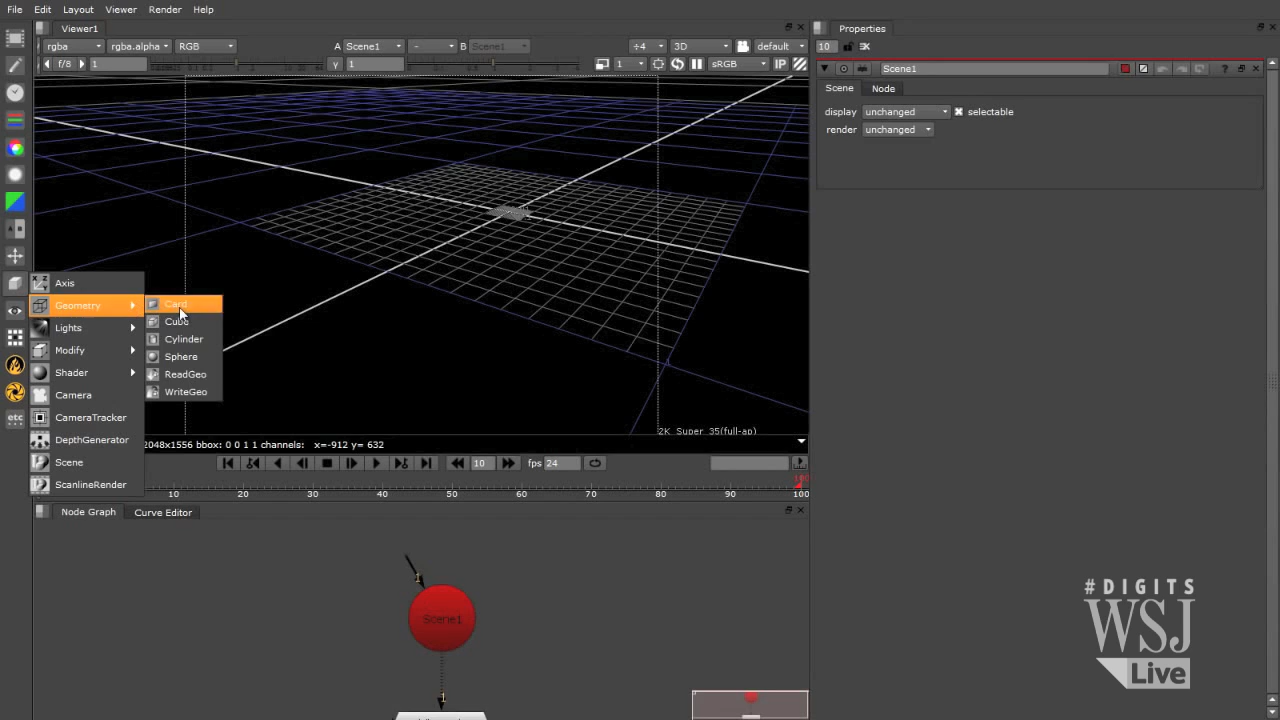 File Edit Layout Viewer Render Help
Viewer1
Properties
rgba rgba.alpha RGB A Scene1 - B Scene1 ÷4 3D default
10
f/8 1 γ 1 1 sRGB IP
Scene1 ?
Scene Node
display unchanged selectable
render unchanged
Axis
Geometry
Card
Cube
Lights
Cylinder
Modify
Sphere
Shader
ReadGeo
Camera
WriteGeo
CameraTracker
etc
2K_Super_35(full-ap)
DepthGenerator
2048x1556 bbox: 0 0 1 1 channels: x=-912 y= 632
Scene
10 fps 24
ScanlineRender
10 20 30 40 50 60 70 80 90 100
100
Node Graph Curve Editor
1
Scene1
1
#DIGITS
WSJ
Live